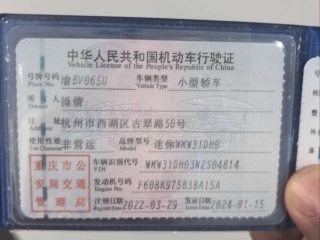 中华人民共和国机动车行驶证
Vehicle License of the People's Republic of China
号牌号码 渝BV065U 车辆类型 小型轿车
Plate No. Vehicle Type
所有人
Owner
住址 杭州市西湖区古翠路50号
使用性质 非营运 品牌型号 迷你WMW31DH0
Use Character Model
重庆市公
安局交通
管理局
车辆识别代号 WMW31DH03N2S04614
VIN
发动机号码 F608K975B38A15A
Engine No.
注册日期 2022-03-29 发证日期 2024-01-15
Register Date Issue Date